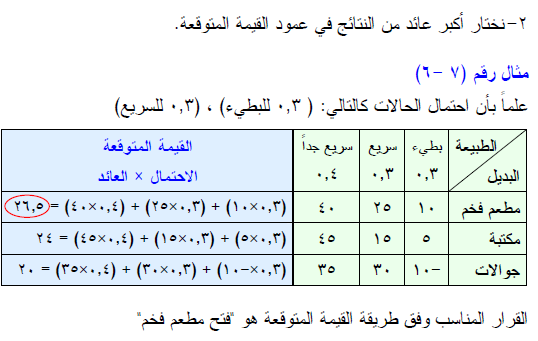 ٢- نختار أكبر عائد من النتائج في عمود القيمة المتوقعة.
مثال رقم (٧ -٦)
علماً بأن احتمال الحالات كالتالي: ( ٠,٣ للبطيء) ، (٠,٣ للسريع)
الطبيعة بطيء سريع سريع جداً القيمة المتوقعة
البديل ٠,٣ ٠,٣ ٠,٤ الاحتمال × العائد
مطعم فخم ١٠ ٢٥ ٤٠ (١٠×٠,٣) + (٢٥×٠,٣) + (٤٠×٠,٤) = ٢٦,٥
مكتبة ٥ ١٥ ٤٥ (٥×٠,٣) + (١٥×٠,٣) + (٤٥×٠,٤) = ٢٤
جوالات -١٠ ٣٠ ٣٥ (-١٠×٠,٣) + (٣٠×٠,٣) + (٣٥×٠,٤) = ٢٠
القرار المناسب وفق طريقة القيمة المتوقعة هو "فتح مطعم فخم"